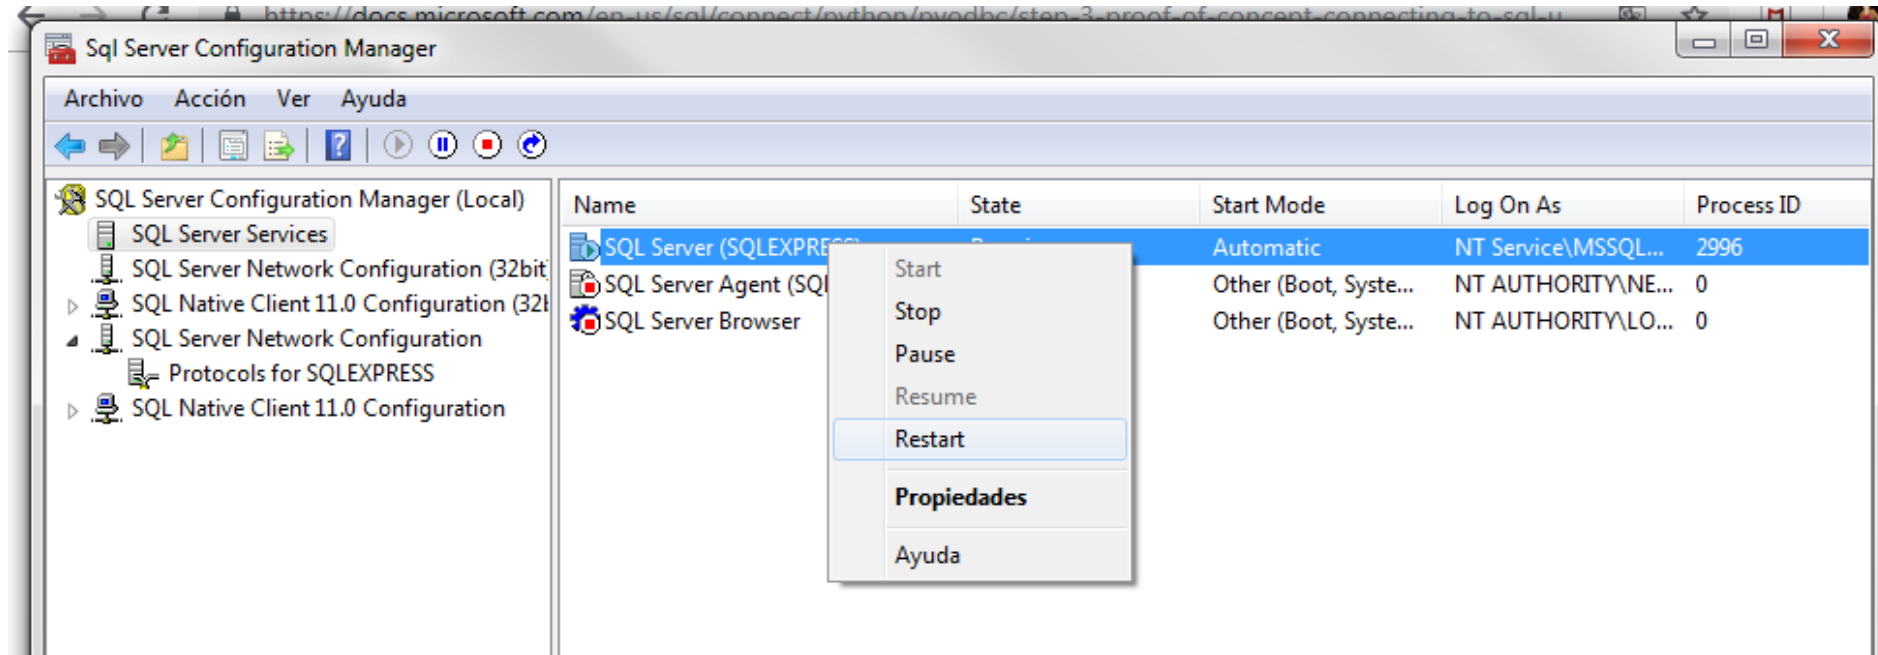 https://docs.microsoft.com/en-us/sql/connect/python/pyodbc/step-3-proof-of-concept-connecting-to-sql-u
Sql Server Configuration Manager
Archivo Acción Ver Ayuda
SQL Server Configuration Manager (Local)
SQL Server Services
SQL Server Network Configuration (32bit
SQL Native Client 11.0 Configuration (32b
SQL Server Network Configuration
Protocols for SQLEXPRESS
SQL Native Client 11.0 Configuration
Name State Start Mode Log On As Process ID
SQL Server (SQLEXPRESS) Automatic NT Service\MSSQL... 2996
SQL Server Agent (SQL Other (Boot, Syste... NT AUTHORITY\NE... 0
SQL Server Browser Other (Boot, Syste... NT AUTHORITY\LO... 0
Start
Stop
Pause
Resume
Restart
Propiedades
Ayuda